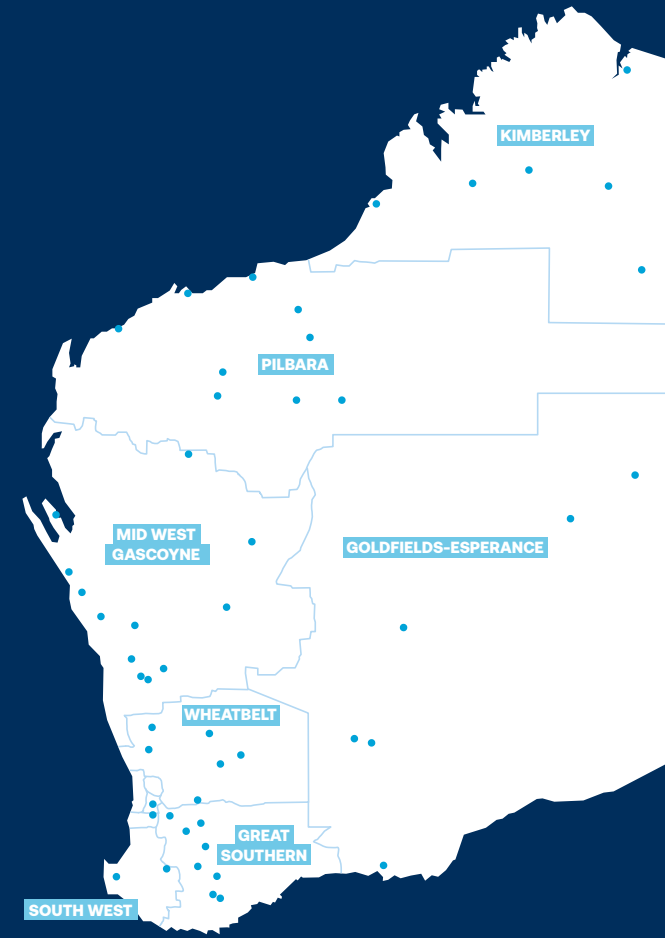 KIMBERLEY
PILBARA
MID WEST
GASCOYNE
GOLDFIELDS-ESPERANCE
WHEATBELT
GREAT
SOUTHERN
SOUTH WEST